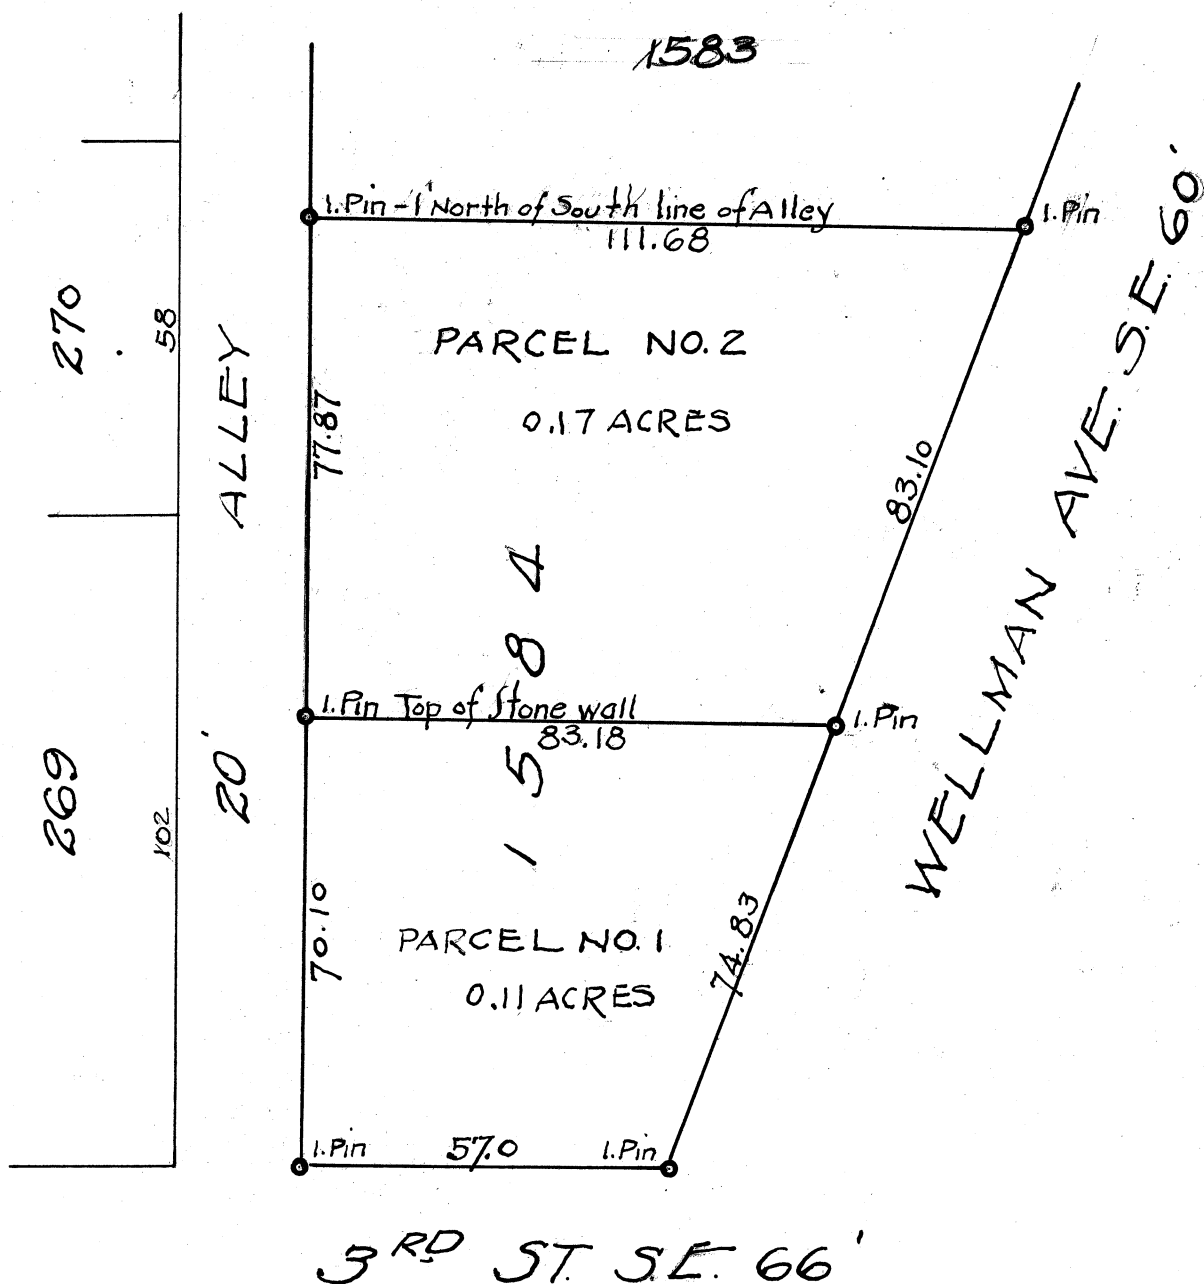 1583
1.Pin - 1' North of South line of Alley
1.Pin
111.68
270
58
ALLEY
20'
77.87
PARCEL NO. 2
0.17 ACRES
83.10
WELLMAN AVE. S.E. 60'
1584
1.Pin Top of Stone wall
1.Pin
83.18
269
102
70.10
PARCEL NO. 1
0.11 ACRES
74.83
1.Pin
57.0
1.Pin
3RD ST. S.E. 66'